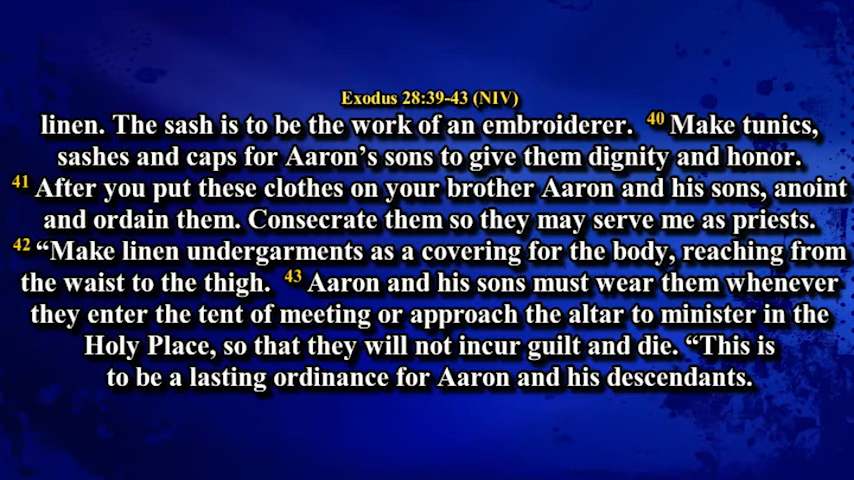 Exodus 28:39-43 (NIV)
linen. The sash is to be the work of an embroiderer. 40 Make tunics,
sashes and caps for Aaron’s sons to give them dignity and honor.
41 After you put these clothes on your brother Aaron and his sons, anoint
and ordain them. Consecrate them so they may serve me as priests.
42 “Make linen undergarments as a covering for the body, reaching from
the waist to the thigh. 43 Aaron and his sons must wear them whenever
they enter the tent of meeting or approach the altar to minister in the
Holy Place, so that they will not incur guilt and die. “This is
to be a lasting ordinance for Aaron and his descendants.